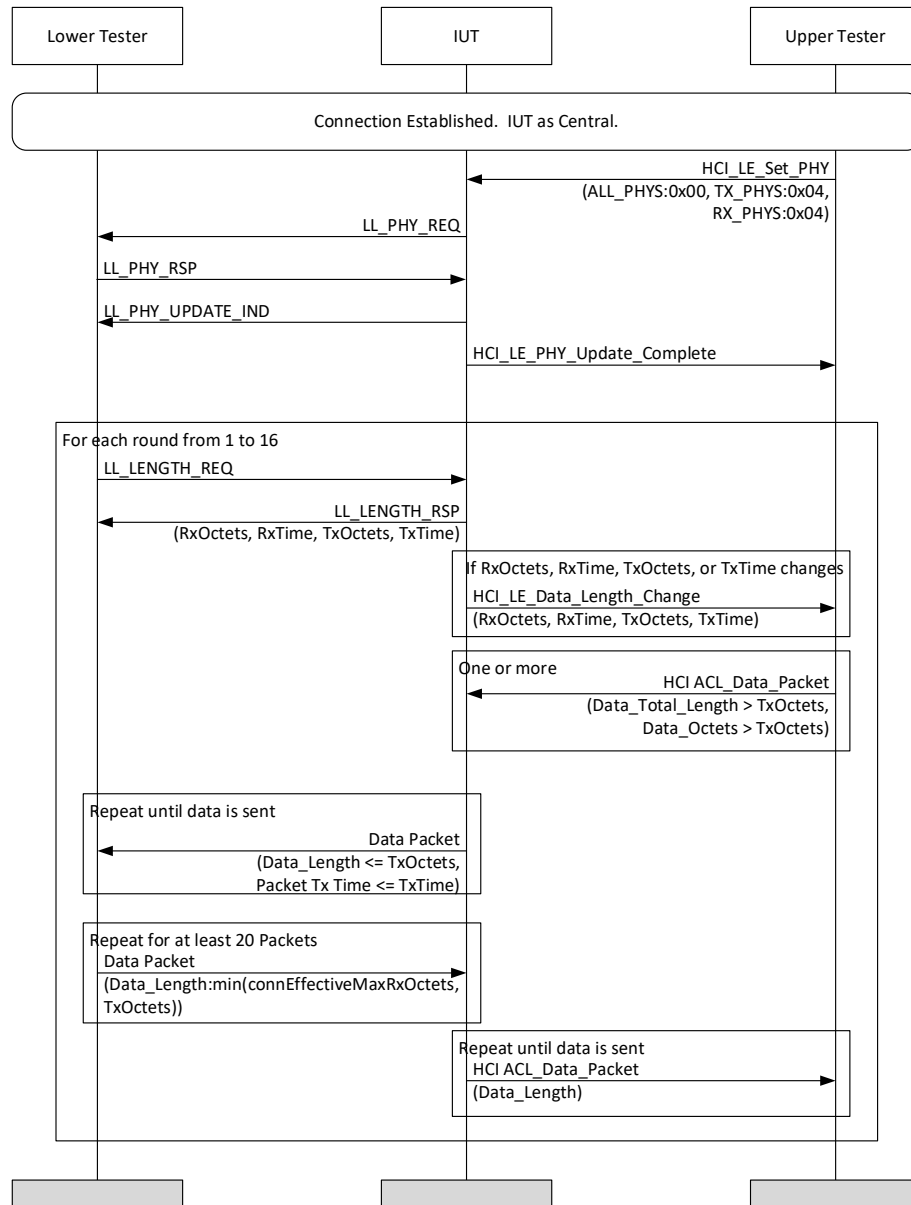 Lower Tester
IUT
Upper Tester
Connection Established.  IUT as Central.
HCI_LE_Set_PHY
(ALL_PHYS:0x00, TX_PHYS:0x04,
RX_PHYS:0x04)
LL_PHY_REQ
LL_PHY_RSP
LL_PHY_UPDATE_IND
HCI_LE_PHY_Update_Complete
For each round from 1 to 16
LL_LENGTH_REQ
LL_LENGTH_RSP
(RxOctets, RxTime, TxOctets, TxTime)
If RxOctets, RxTime, TxOctets, or TxTime changes
HCI_LE_Data_Length_Change
(RxOctets, RxTime, TxOctets, TxTime)
One or more
HCI ACL_Data_Packet
(Data_Total_Length > TxOctets,
Data_Octets > TxOctets)
Repeat until data is sent
Data Packet
(Data_Length <= TxOctets,
Packet Tx Time <= TxTime)
Repeat for at least 20 Packets
Data Packet
(Data_Length:min(connEffectiveMaxRxOctets,
TxOctets))
Repeat until data is sent
HCI ACL_Data_Packet
(Data_Length)